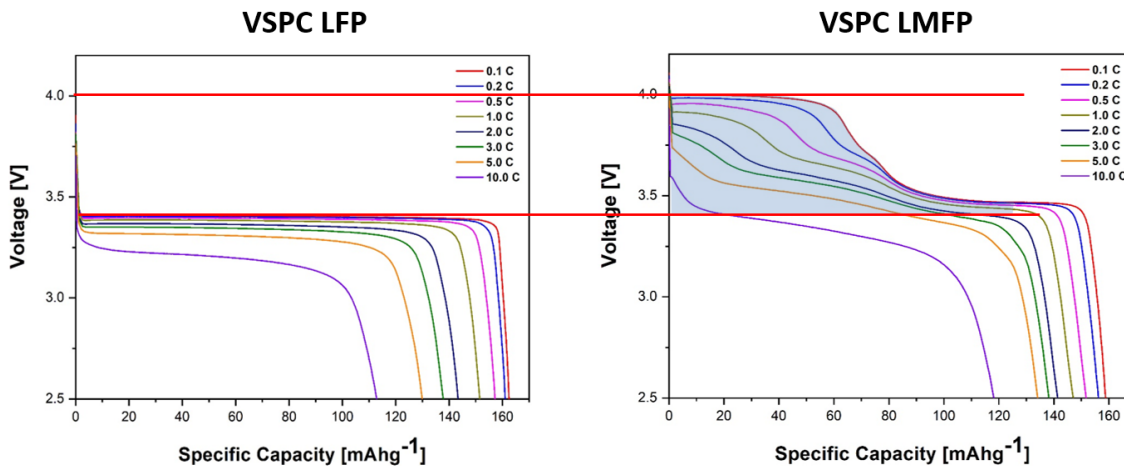 VSPC LFP
4.0
3.5
3.0
2.5
Voltage [V]
0.1 C
0.2 C
0.5 C
1.0 C
2.0 C
3.0 C
5.0 C
10.0 C
0 20 40 60 80 100 120 140 160
Specific Capacity [mAhg-1]
VSPC LMFP
4.0
3.5
3.0
2.5
Voltage [V]
0.1 C
0.2 C
0.5 C
1.0 C
2.0 C
3.0 C
5.0 C
10.0 C
0 20 40 60 80 100 120 140 160
Specific Capacity [mAhg-1]